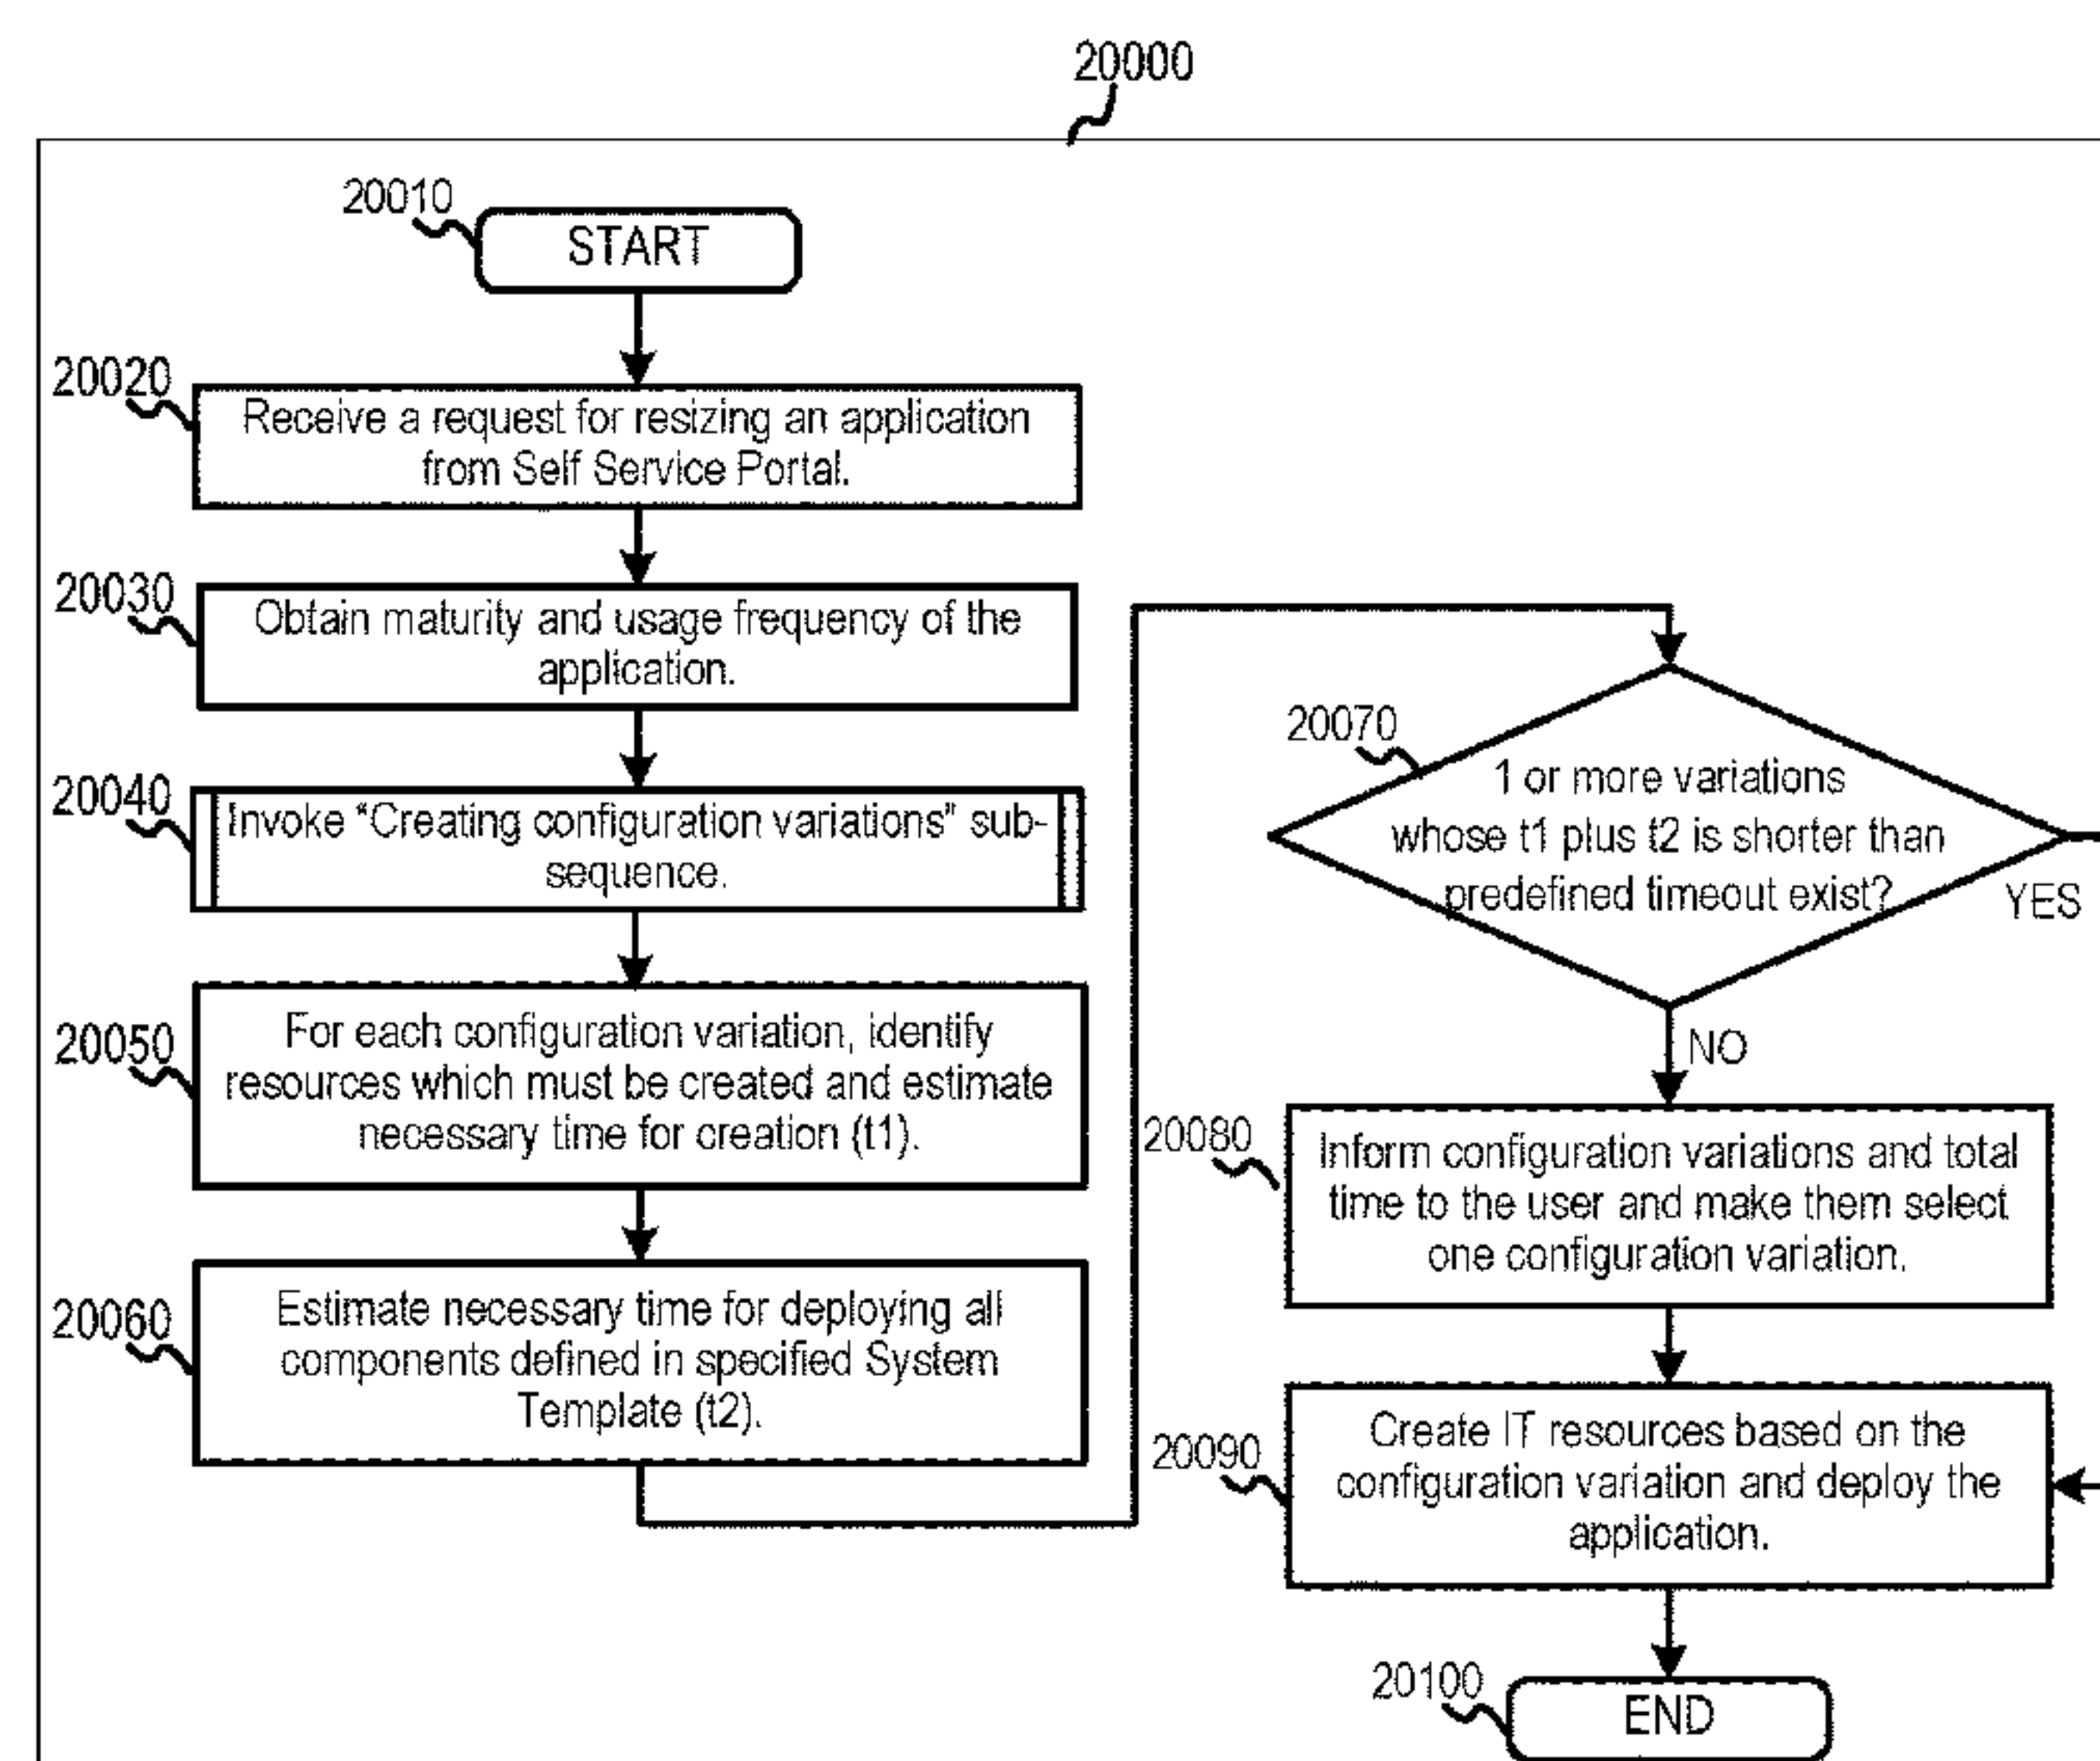 20000
20010
START
20020
Receive a request for resizing an application
from Self Service Portal.
20030
Obtain maturity and usage frequency of the
application.
20040
Invoke "Creating configuration variations" sub-
sequence.
20050
For each configuration variation, identify
resources which must be created and estimate
necessary time for creation (t1).
20060
Estimate necessary time for deploying all
components defined in specified System
Template (t2).
20070
1 or more variations
whose t1 plus t2 is shorter than
predefined timeout exist?
YES
NO
20080
Inform configuration variations and total
time to the user and make them select
one configuration variation.
20090
Create IT resources based on the
configuration variation and deploy the
application.
20100
END